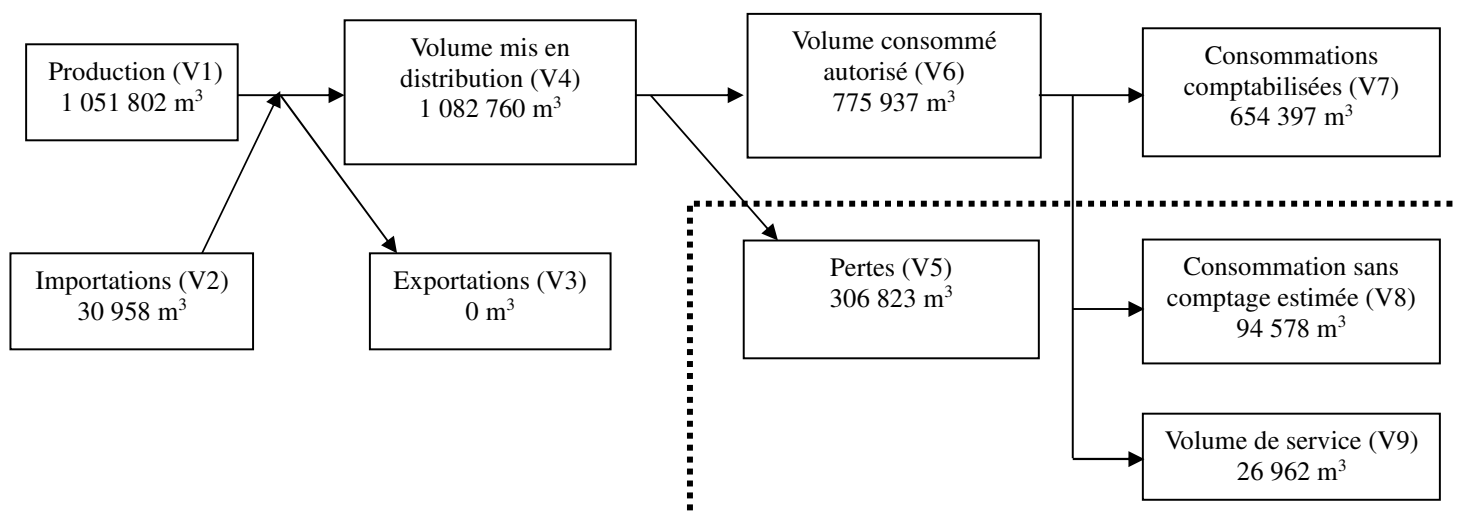 Production (V1)
1 051 802 m³
Volume mis en
distribution (V4)
1 082 760 m³
Volume consommé
autorisé (V6)
775 937 m³
Consommations
comptabilisées (V7)
654 397 m³
Importations (V2)
30 958 m³
Exportations (V3)
0 m³
Pertes (V5)
306 823 m³
Consommation sans
comptage estimée (V8)
94 578 m³
Volume de service (V9)
26 962 m³